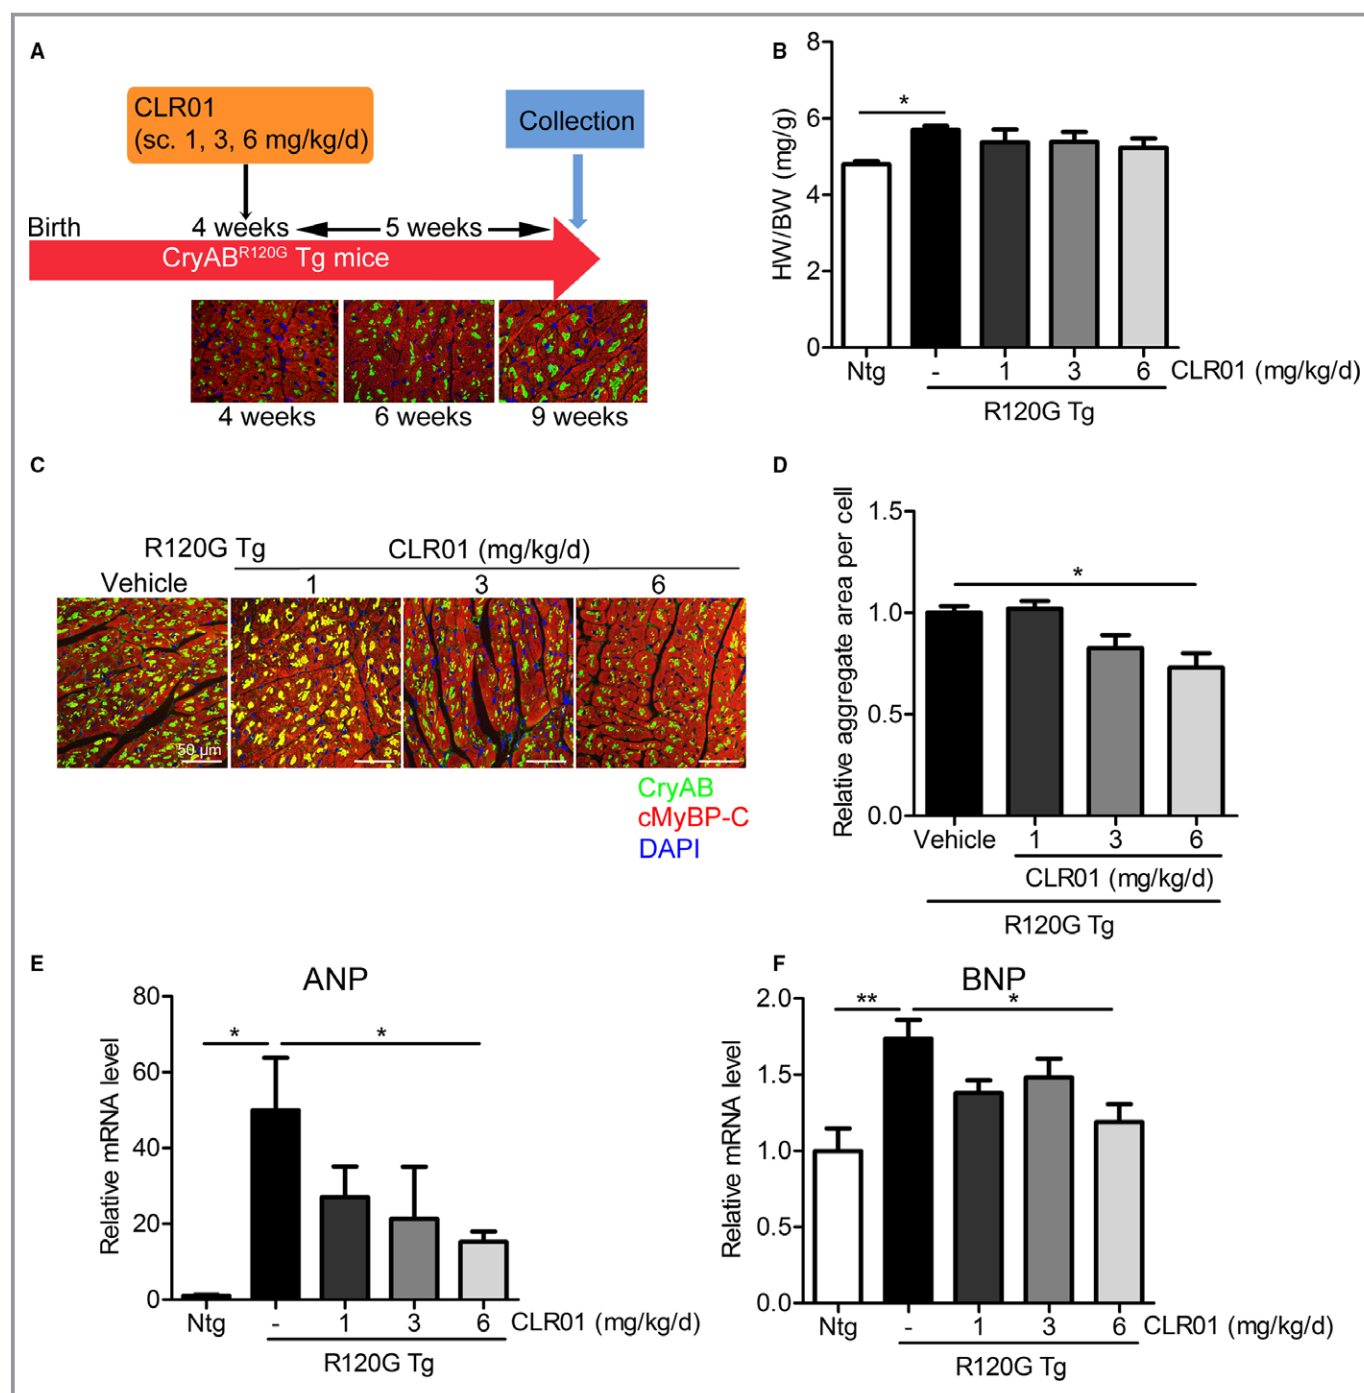 A
CLR01
(sc. 1, 3, 6 mg/kg/d)
Collection
Birth
4 weeks
5 weeks
CryABR120G Tg mice
4 weeks
6 weeks
9 weeks
B
HW/BW (mg/g)
8
6
4
2
0
*
Ntg
-
1
3
6
CLR01 (mg/kg/d)
R120G Tg
C
R120G Tg
CLR01 (mg/kg/d)
Vehicle
1
3
6
50 µm
CryAB
cMyBP-C
DAPI
D
Relative aggregate area per cell
1.5
1.0
0.5
0.0
*
Vehicle
1
3
6
CLR01 (mg/kg/d)
R120G Tg
E
ANP
Relative mRNA level
80
60
40
20
0
*
*
Ntg
-
1
3
6
CLR01 (mg/kg/d)
R120G Tg
F
BNP
Relative mRNA level
2.0
1.5
1.0
0.5
0.0
**
*
Ntg
-
1
3
6
CLR01 (mg/kg/d)
R120G Tg